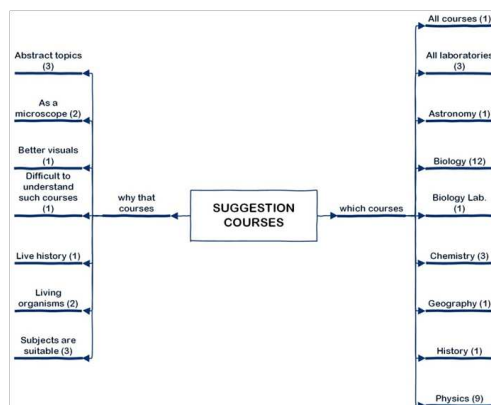 Abstract topics
(3)
As a
microscope (2)
Better visuals
(1)
Difficult to
understand
such courses
(1)
Live history (1)
Living
organisms (2)
Subjects are
suitable (3)
why that
courses
SUGGESTION
COURSES
which courses
All courses (1)
All laboratories
(3)
Astronomy (1)
Biology (12)
Biology Lab.
(1)
Chemistry (3)
Geography (1)
History (1)
Physics (9)